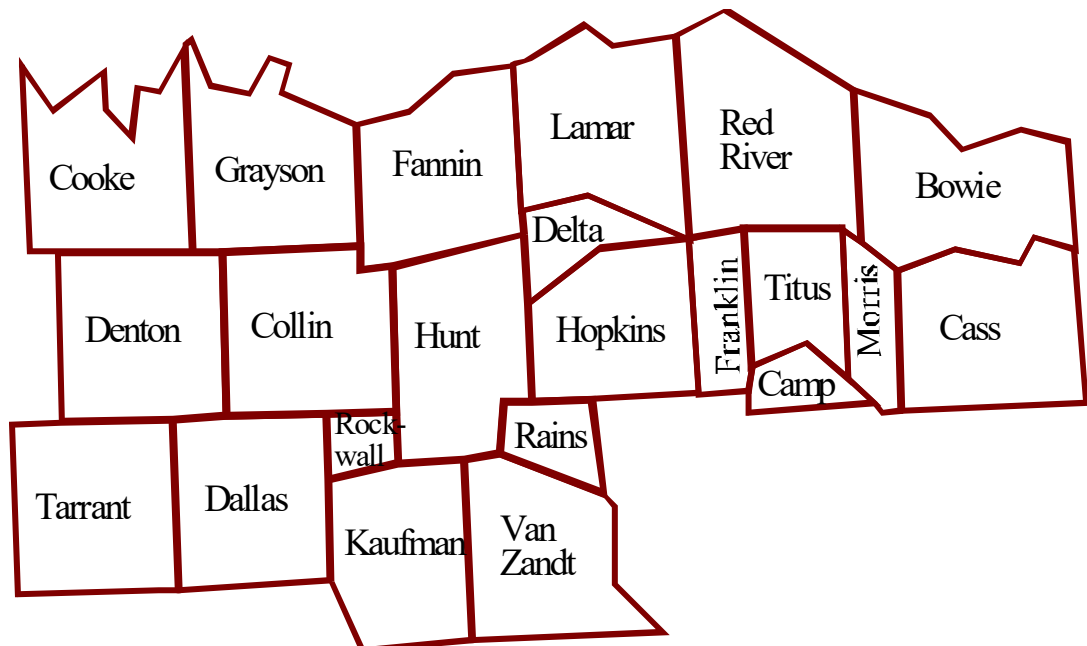 Cooke
Grayson
Fannin
Lamar
Red
River
Bowie
Delta
Denton
Collin
Hunt
Hopkins
Franklin
Titus
Morris
Cass
Camp
Rock-
wall
Rains
Tarrant
Dallas
Kaufman
Van
Zandt